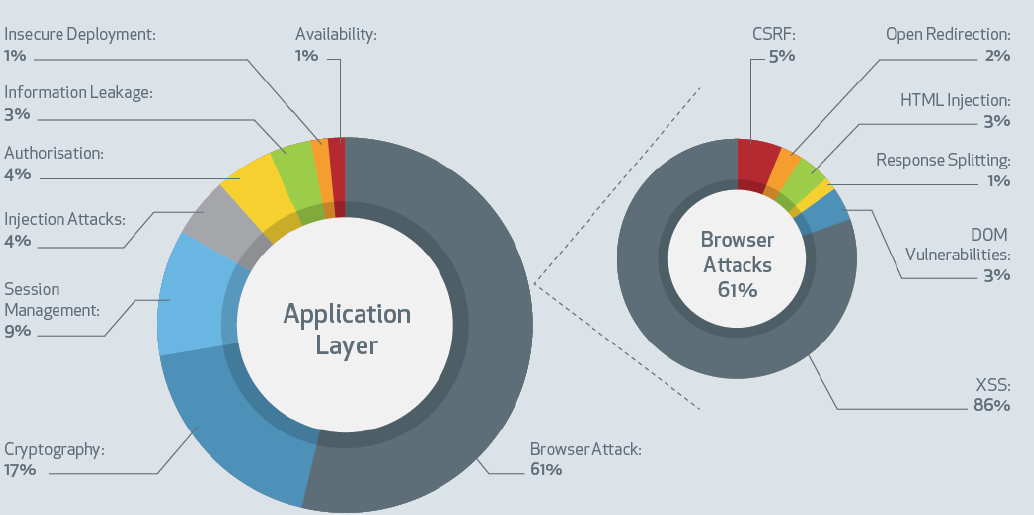 Insecure Deployment:
1%
Availability:
1%
Information Leakage:
3%
Authorisation:
4%
Injection Attacks:
4%
Session
Management:
9%
Cryptography:
17%
Application
Layer
Browser Attack:
61%
CSRF:
5%
Open Redirection:
2%
HTML Injection:
3%
Response Splitting:
1%
DOM
Vulnerabilities:
3%
XSS:
86%
Browser
Attacks
61%